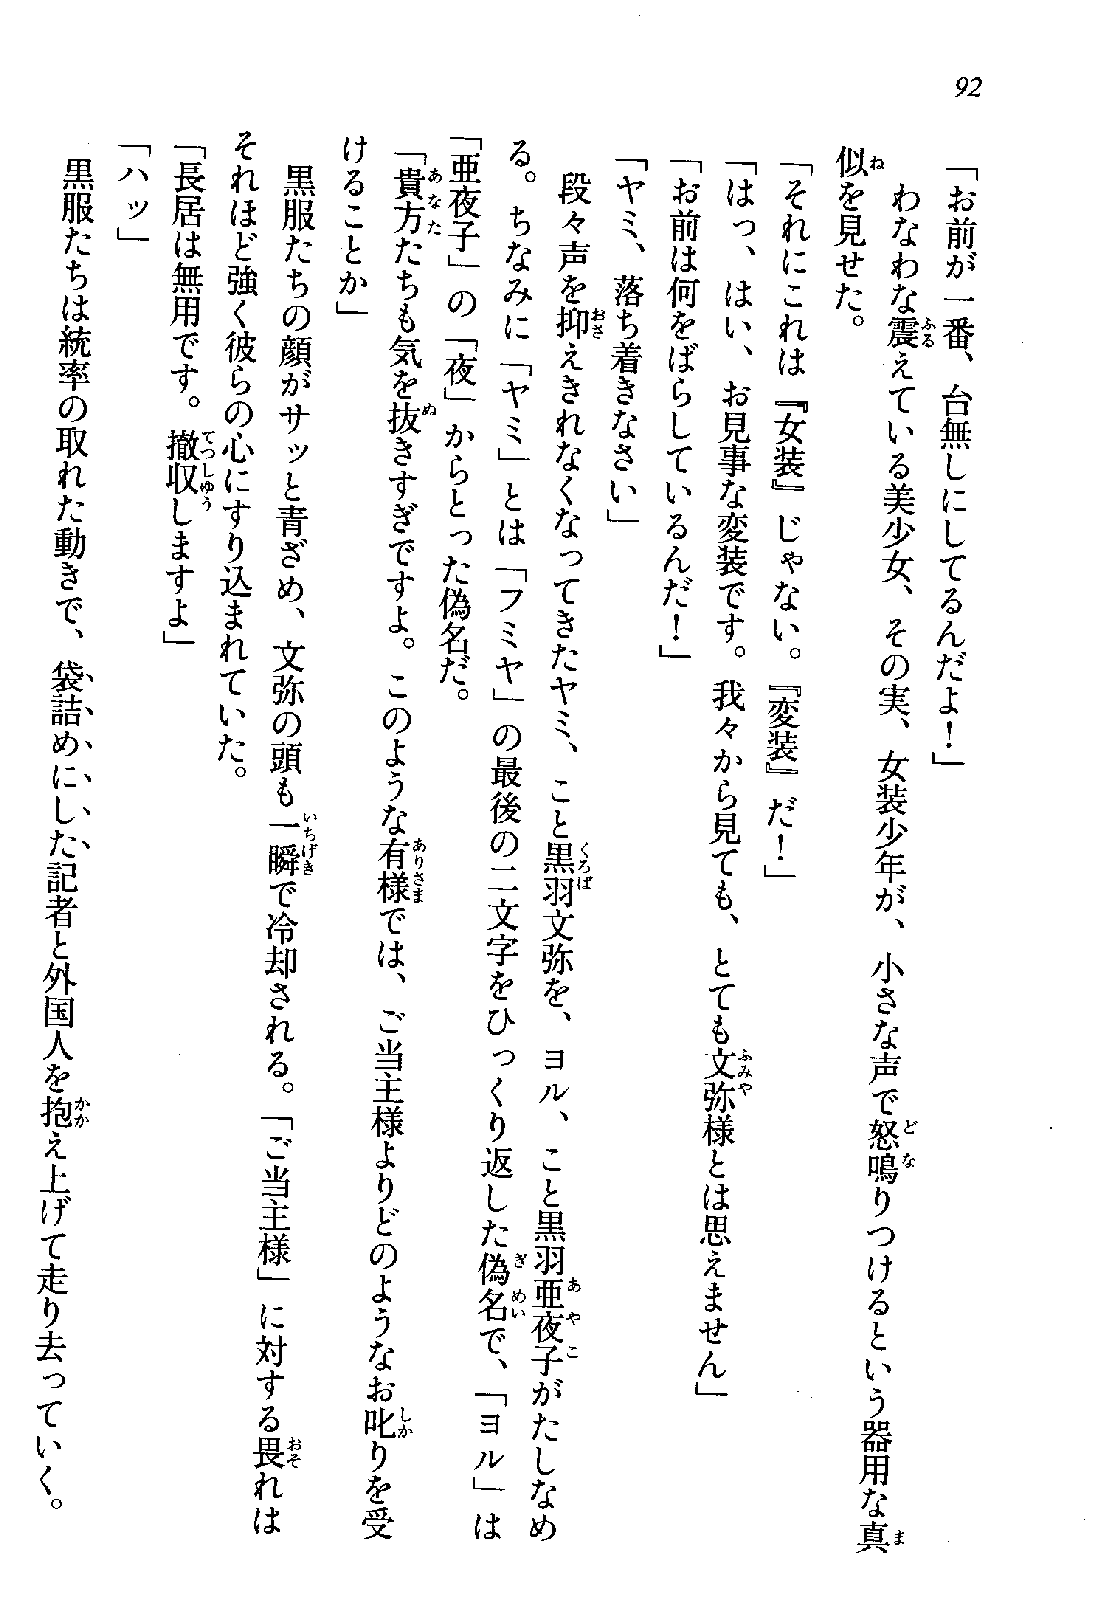 92
「お前が一番、台無しにしてるんだよ！」
わなわな震えている美少女、その実、女装少年が、小さな声で怒鳴りつけるという器用な真
似を見せた。
「それにこれは『女装』じゃない。『変装』だ！」
「はっ、はい、お見事な変装です。我々から見ても、とても文弥様とは思えません」
「お前は何をばらしているんだ！」
「ヤミ、落ち着きなさい」
段々声を抑えきれなくなってきたヤミ、こと黒羽文弥を、ヨル、こと黒羽亜夜子がたしなめ
る。ちなみに「ヤミ」とは「フミヤ」の最後の二文字をひっくり返した偽名で、「ヨル」は
「亜夜子」の「夜」からとった偽名だ。
「貴方たちも気を抜きすぎですよ。このような有様では、ご当主様よりどのようなお叱りを受
けることか」
黒服たちの顔がサッと青ざめ、文弥の頭も一瞬で冷却される。「ご当主様」に対する畏れは
それほど強く彼らの心にすり込まれていた。
「長居は無用です。撤収しますよ」
「ハッ」
黒服たちは統率の取れた動きで、袋詰めにした記者と外国人を抱え上げて走り去っていく。